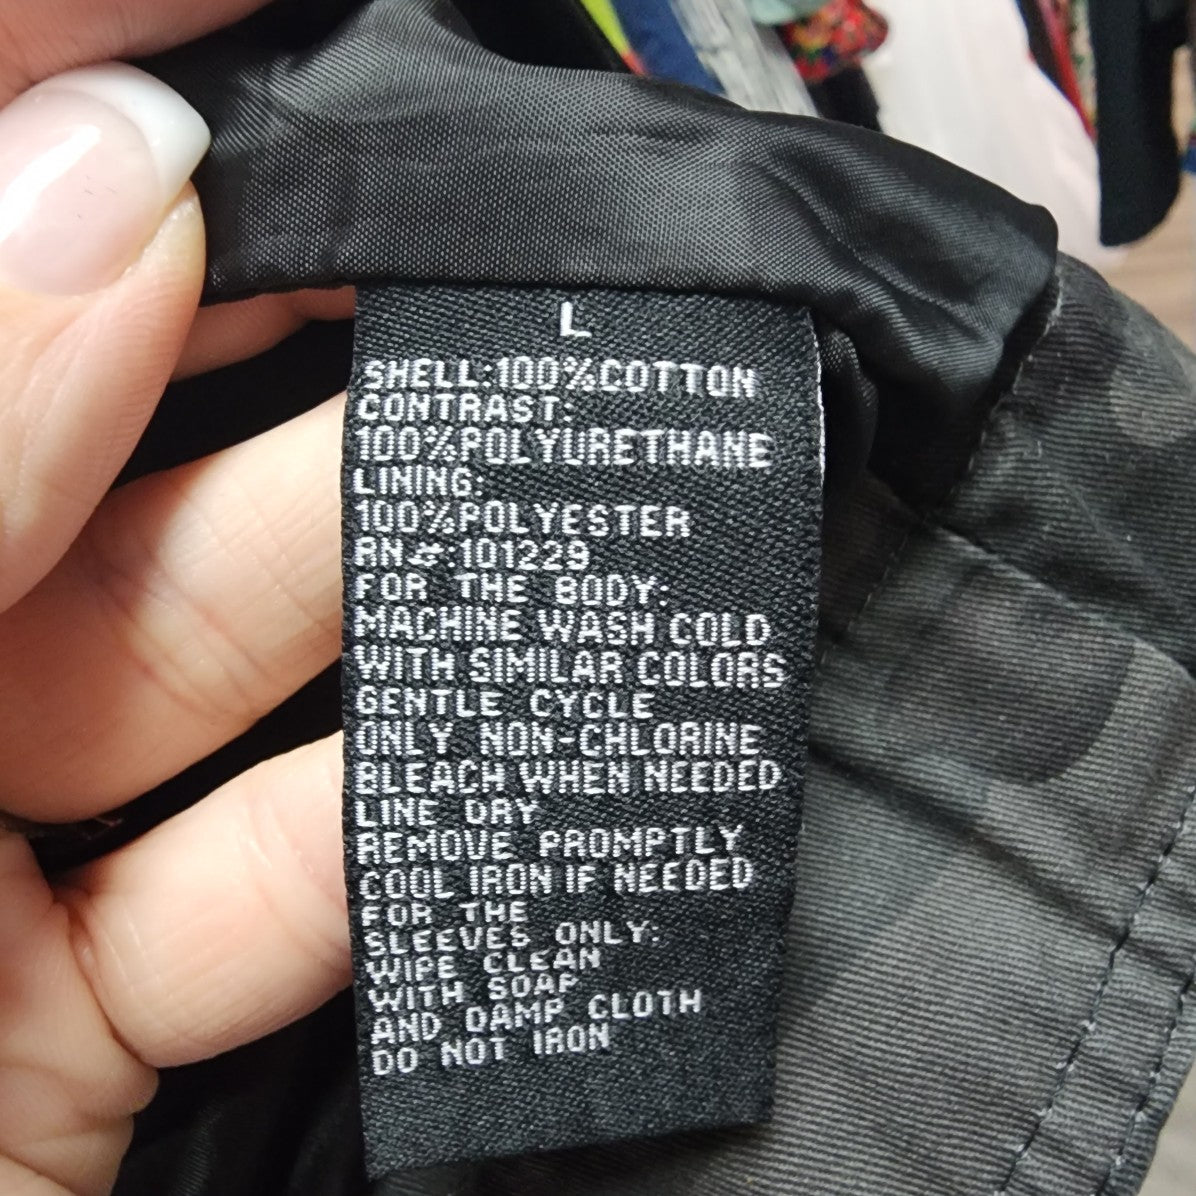 L
SHELL:100%COTTON
CONTRAST:
100%POLYURETHANE
LINING:
100%POLYESTER
RN#:101229
FOR THE BODY:
MACHINE WASH COLD
WITH SIMILAR COLORS
GENTLE CYCLE
ONLY NON-CHLORINE
BLEACH WHEN NEEDED
LINE DRY
REMOVE PROMPTLY
COOL IRON IF NEEDED
FOR THE
SLEEVES ONLY:
WIPE CLEAN
WITH SOAP
AND DAMP CLOTH
DO NOT IRON